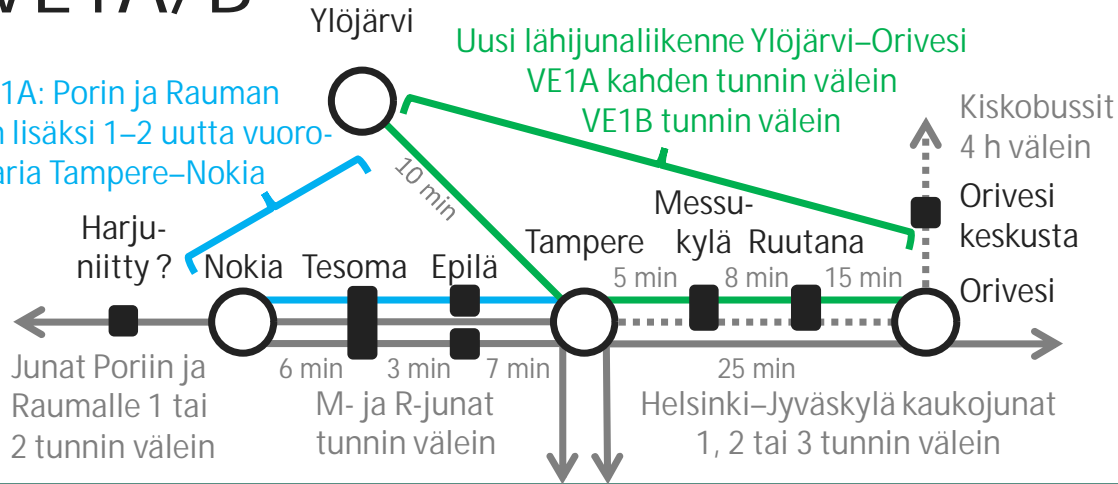 VE1A/B
Ylöjärvi
Uusi lähijunaliikenne Ylöjärvi–Orivesi
VE1A kahden tunnin välein
VE1B tunnin välein
1A: Porin ja Rauman
lisäksi 1–2 uutta vuoro-
Tampere–Nokia
Kiskobussit
4 h välein
10 min
Harju-
niitty ?
Nokia
Tesoma
Epilä
Tampere
Messu-
kylä
Ruutana
Orivesi
keskusta
5 min
8 min
15 min
Orivesi
Junat Poriin ja
Raumalle 1 tai
2 tunnin välein
6 min
3 min
7 min
25 min
M- ja R-junat
tunnin välein
Helsinki–Jyväskylä kaukojunat
1, 2 tai 3 tunnin välein